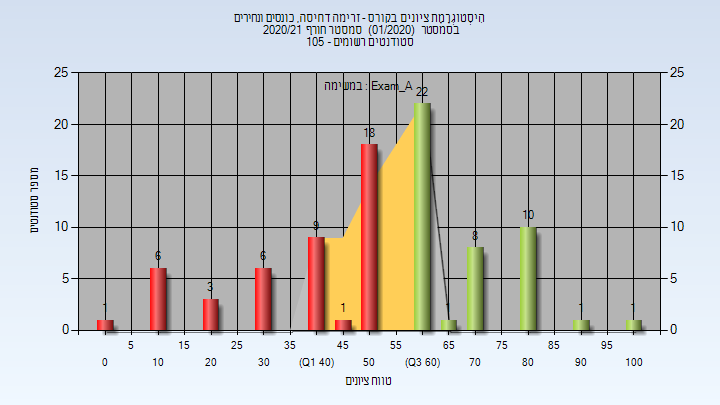 היסטוגרמת ציונים בקורס - זרימה דחיסה, כונסים ונחירים
בסמסטר (01/2020) סמסטר חורף 2020/21
סטודנטים רשומים - 105
במשימה : Exam_A
מספר סטודנטים
25 25
20 20
15 15
10 10
5 5
0 0
1 6 3 6 9 1 18 22 1 8 10 1 1
5 15 25 35 45 55 65 75 85 95
0 10 20 30 (Q1 40) 50 (Q3 60) 70 80 90 100
טווח ציונים